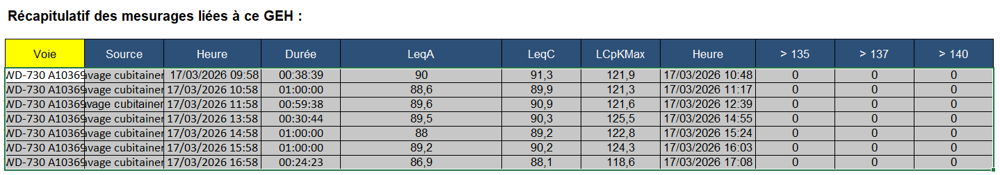 Récapitulatif des mesurages liées à ce GEH :
Voie Source Heure Durée LeqA LeqC LCpKMax Heure > 135 > 137 > 140
WD-730 A10369 avage cubitainer 17/03/2026 09:58 00:38:39 90 91,3 121,9 17/03/2026 10:48 0 0 0
WD-730 A10369 avage cubitainer 17/03/2026 10:58 01:00:00 88,6 89,9 121,3 17/03/2026 11:17 0 0 0
WD-730 A10369 avage cubitainer 17/03/2026 11:58 00:59:38 89,6 90,9 121,6 17/03/2026 12:39 0 0 0
WD-730 A10369 avage cubitainer 17/03/2026 13:58 00:30:44 89,5 90,3 125,5 17/03/2026 14:55 0 0 0
WD-730 A10369 avage cubitainer 17/03/2026 14:58 01:00:00 88 89,2 122,8 17/03/2026 15:24 0 0 0
WD-730 A10369 avage cubitainer 17/03/2026 15:58 01:00:00 89,2 90,2 124,3 17/03/2026 16:03 0 0 0
WD-730 A10369 avage cubitainer 17/03/2026 16:58 00:24:23 86,9 88,1 118,6 17/03/2026 17:08 0 0 0